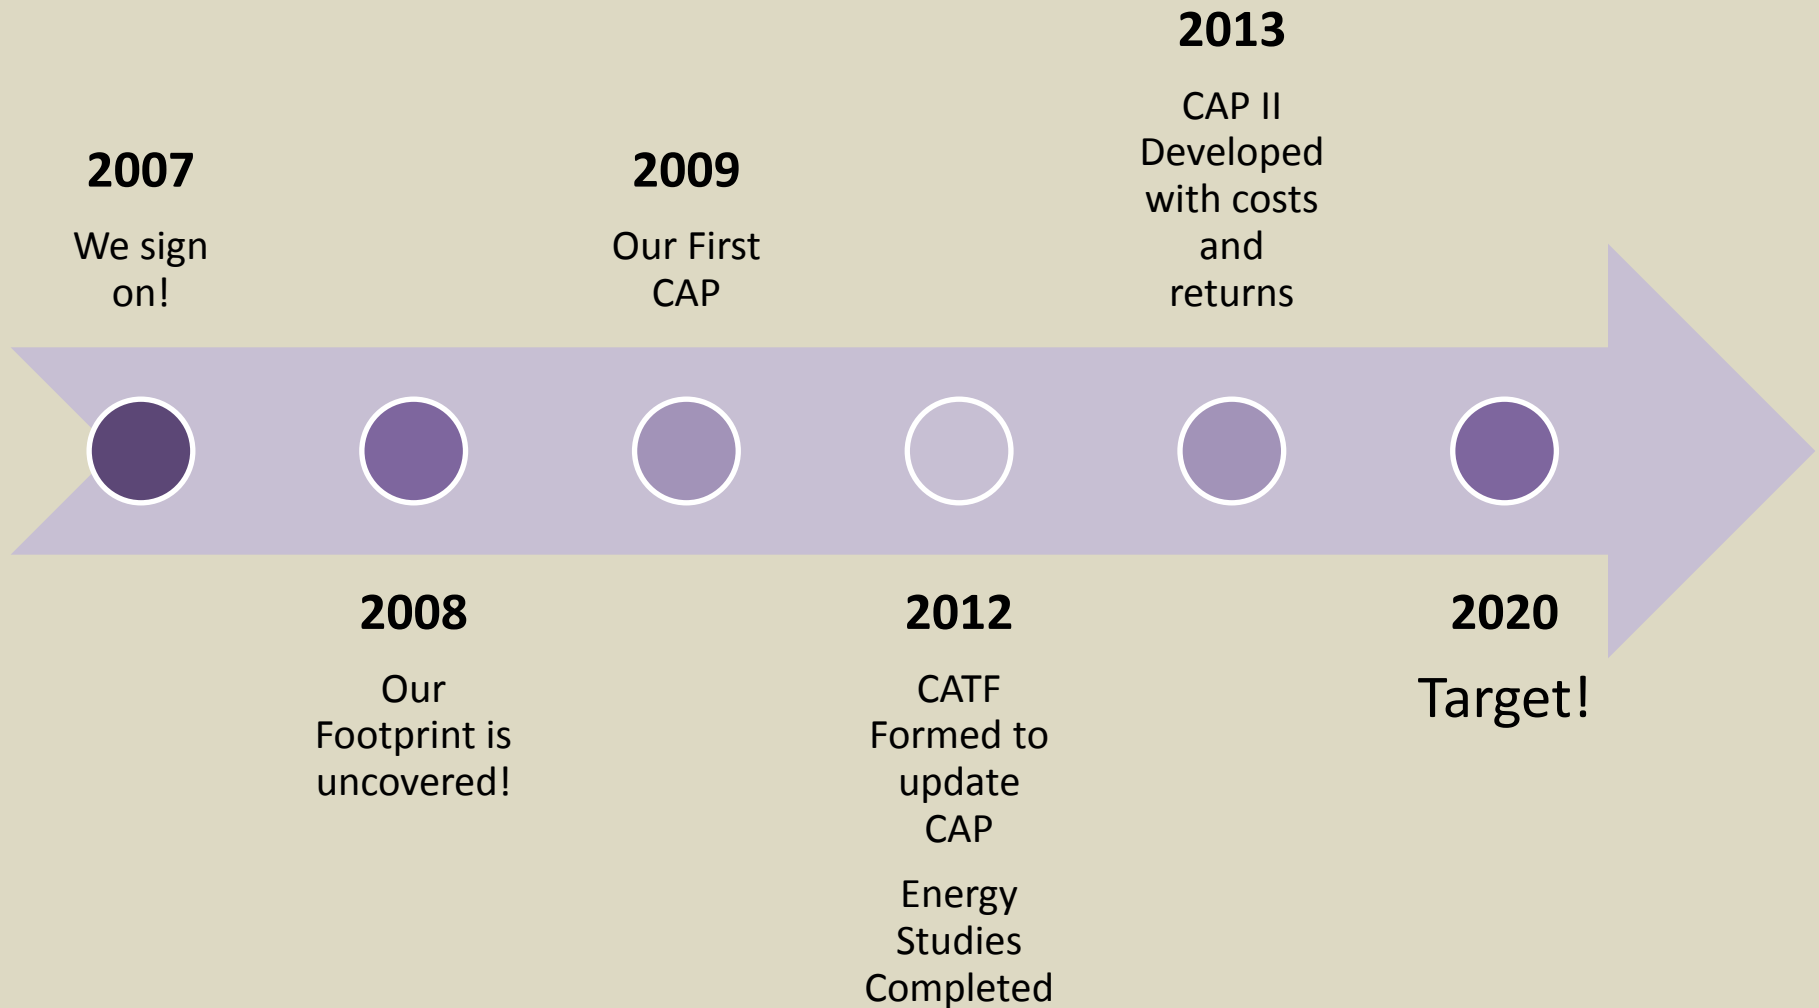 2007
We sign
on!
2008
Our
Footprint is
uncovered!
2009
Our First
CAP
2012
CATF
Formed to
update
CAP
Energy
Studies
Completed
2013
CAP II
Developed
with costs
and
returns
2020
Target!